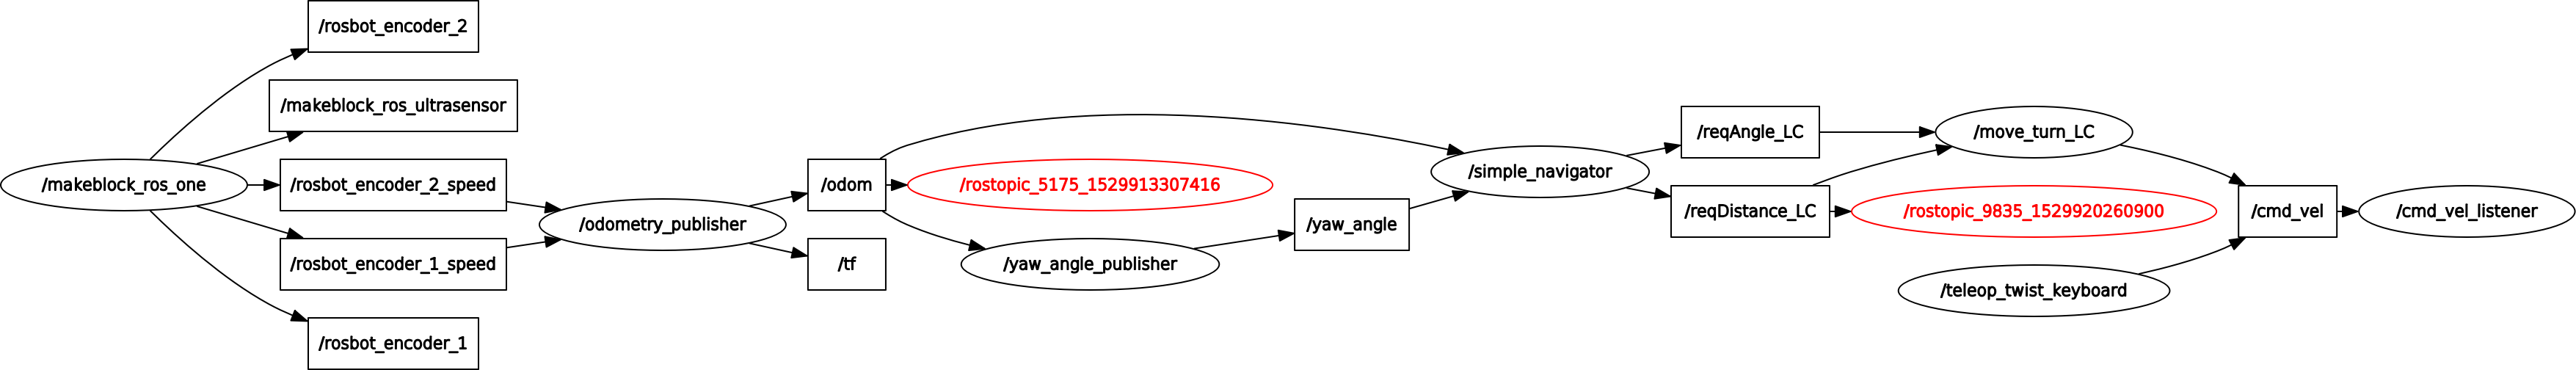 /rosbot_encoder_2
/makeblock_ros_ultrasensor
/makeblock_ros_one
/rosbot_encoder_2_speed
/rosbot_encoder_1_speed
/rosbot_encoder_1
/odometry_publisher
/odom
/tf
/rostopic_5175_1529913307416
/yaw_angle_publisher
/yaw_angle
/simple_navigator
/reqAngle_LC
/reqDistance_LC
/move_turn_LC
/rostopic_9835_1529920260900
/teleop_twist_keyboard
/cmd_vel
/cmd_vel_listener